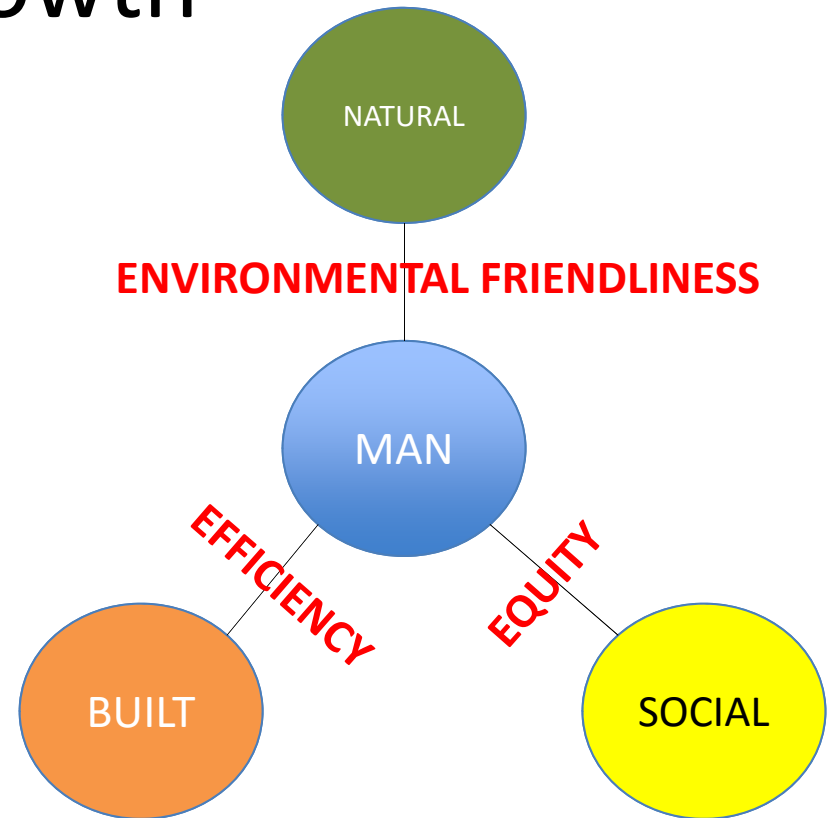 NATURAL
ENVIRONMENTAL FRIENDLINESS
MAN
EFFICIENCY
EQUITY
BUILT
SOCIAL